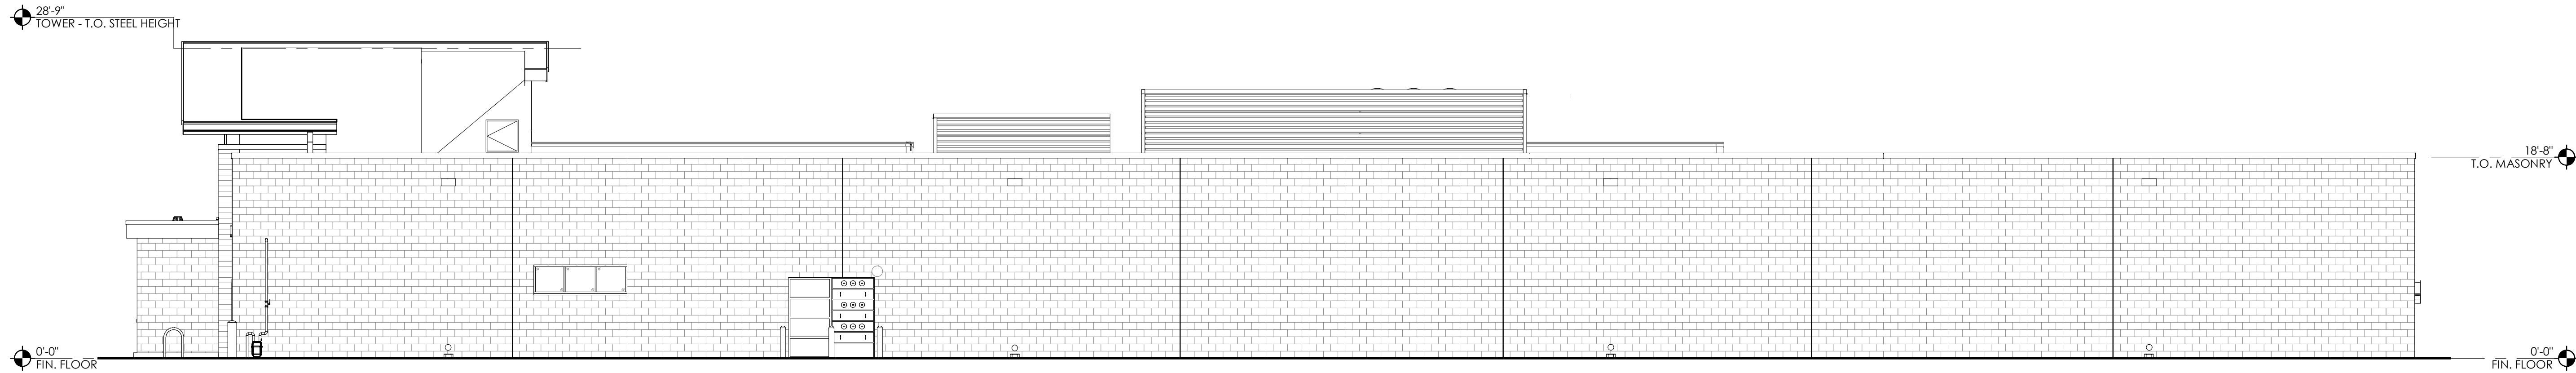 28'-9"
TOWER - T.O. STEEL HEIGHT
18'-8"
T.O. MASONRY
0'-0"
FIN. FLOOR
0'-0"
FIN. FLOOR